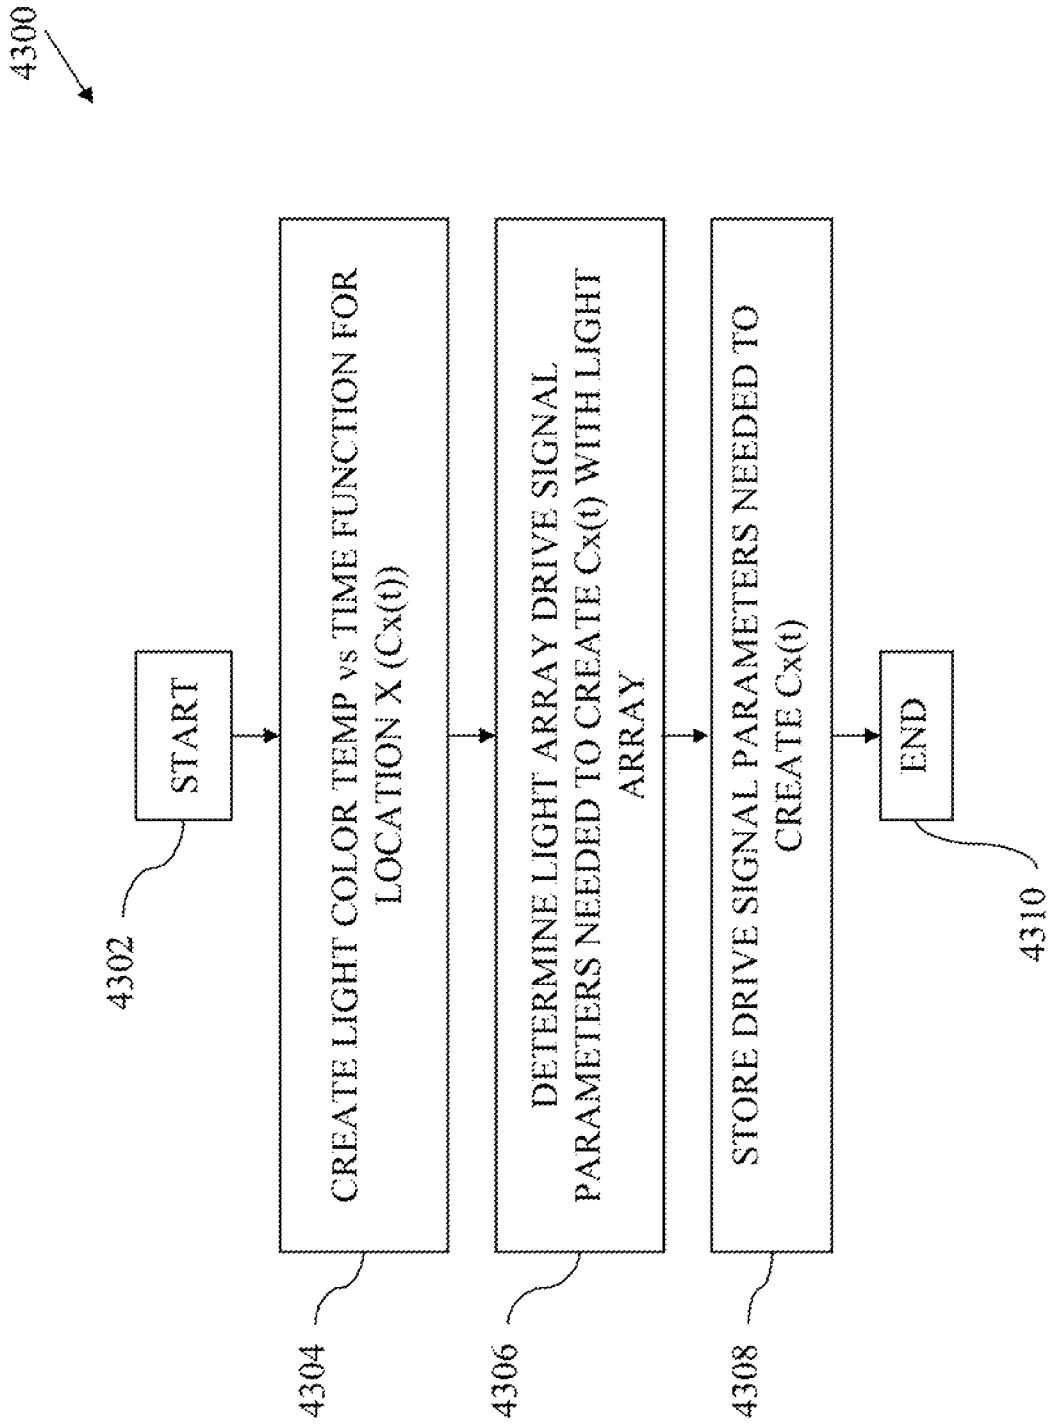 4300
START
4302
CREATE LIGHT COLOR TEMP vs TIME FUNCTION FOR
LOCATION X (Cx(t))
4304
DETERMINE LIGHT ARRAY DRIVE SIGNAL
PARAMETERS NEEDED TO CREATE Cx(t) WITH LIGHT
ARRAY
4306
STORE DRIVE SIGNAL PARAMETERS NEEDED TO
CREATE Cx(t)
4308
END
4310